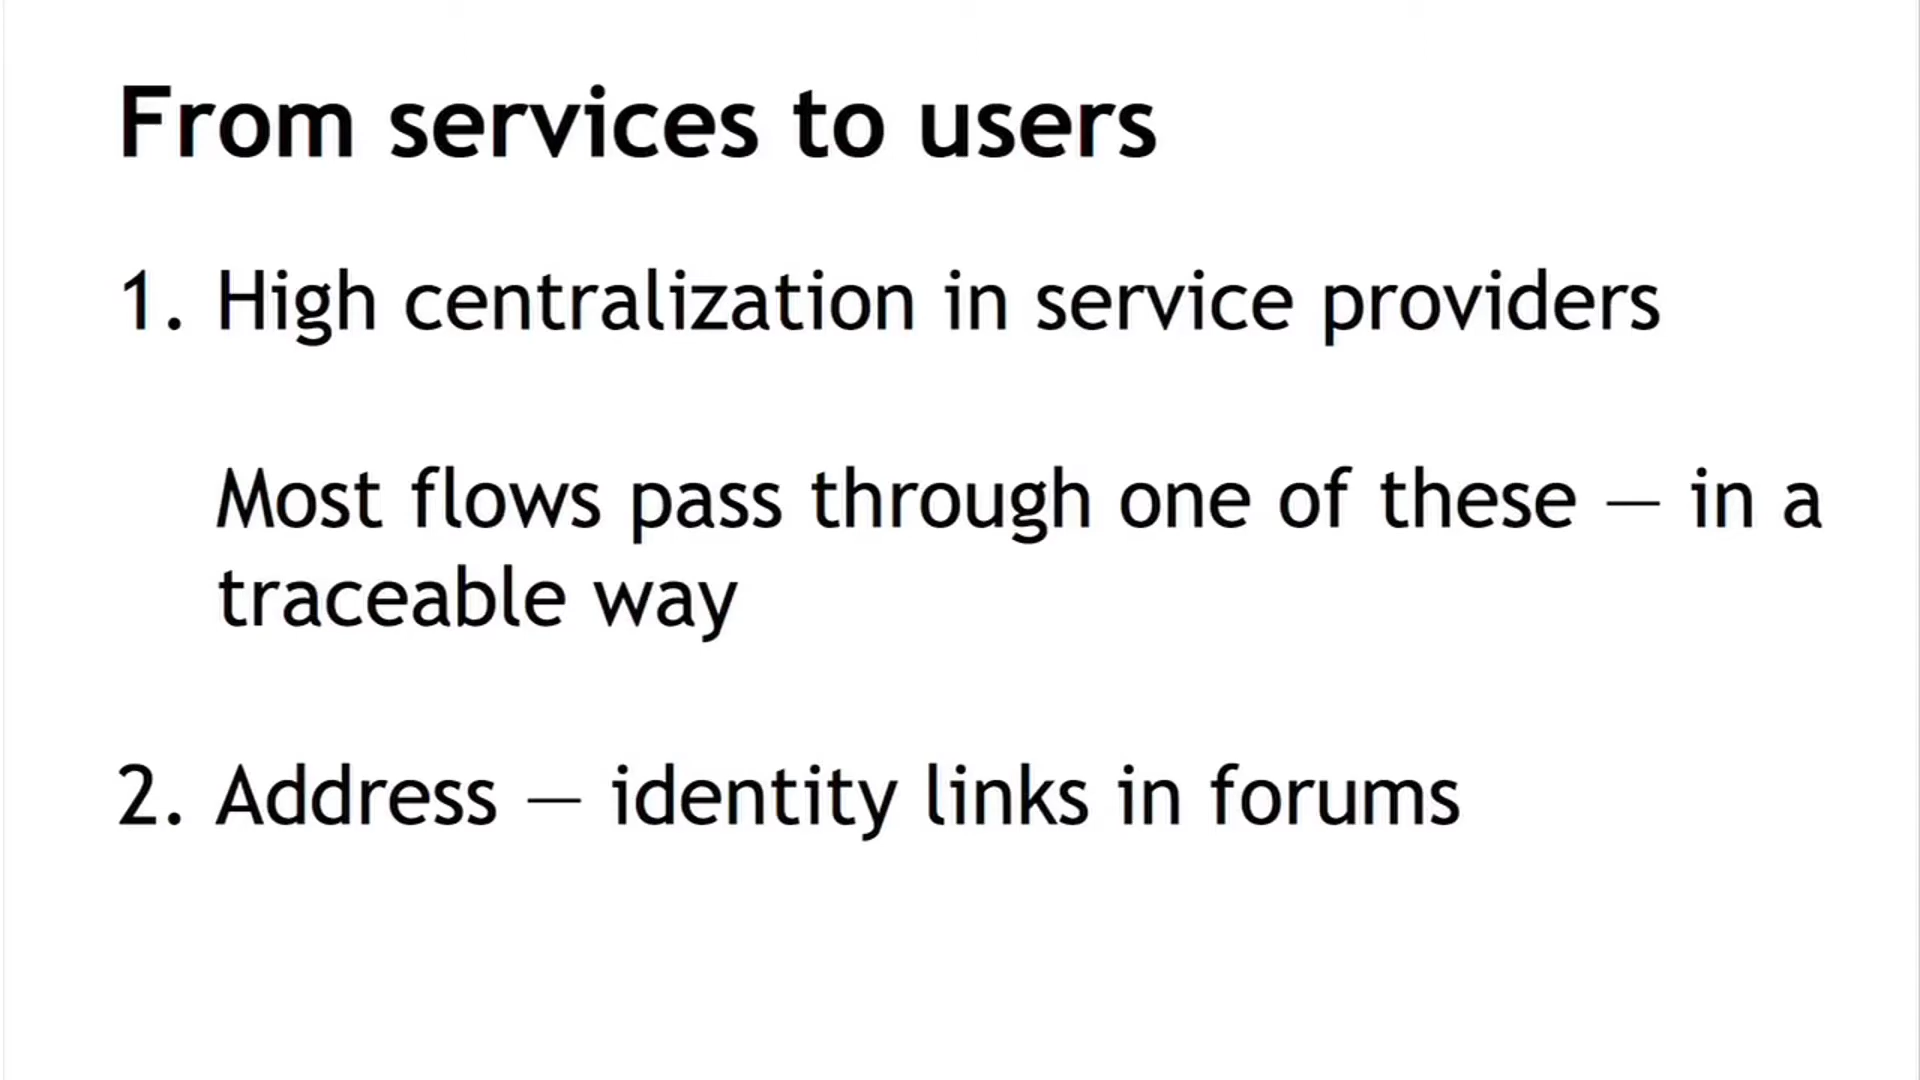 From services to users
1. High centralization in service providers
Most flows pass through one of these — in a
traceable way
2. Address — identity links in forums